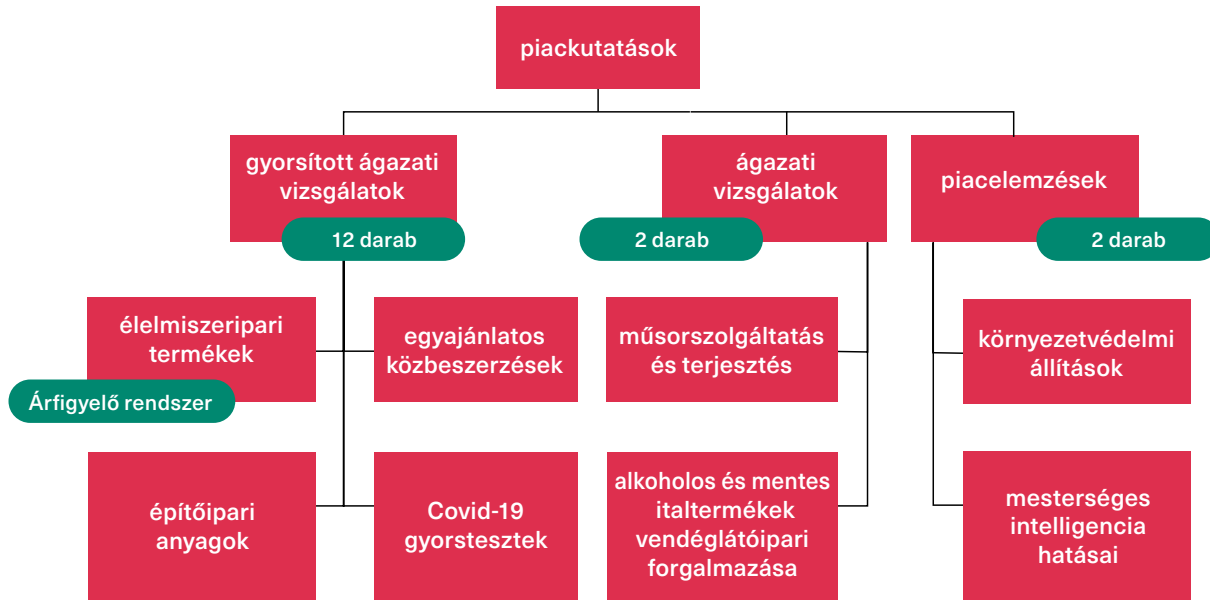 piackutatások
gyorsított ágazati
vizsgálatok
12 darab
ágazati
vizsgálatok
2 darab
piacelemzések
2 darab
élelmiszeripari
termékek
Árfigyelő rendszer
egyajánlatos
közbeszerzések
műsorszolgáltatás
és terjesztés
környezetvédelmi
állítások
építőipari
anyagok
Covid-19
gyorstesztek
alkoholos és mentes
italtermékek
vendéglátóipari
forgalmazása
mesterséges
intelligencia
hatásai